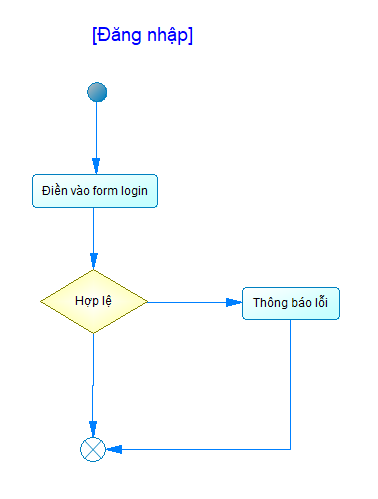 [Đăng nhập]
Điền vào form login
Hợp lệ
Thông báo lỗi